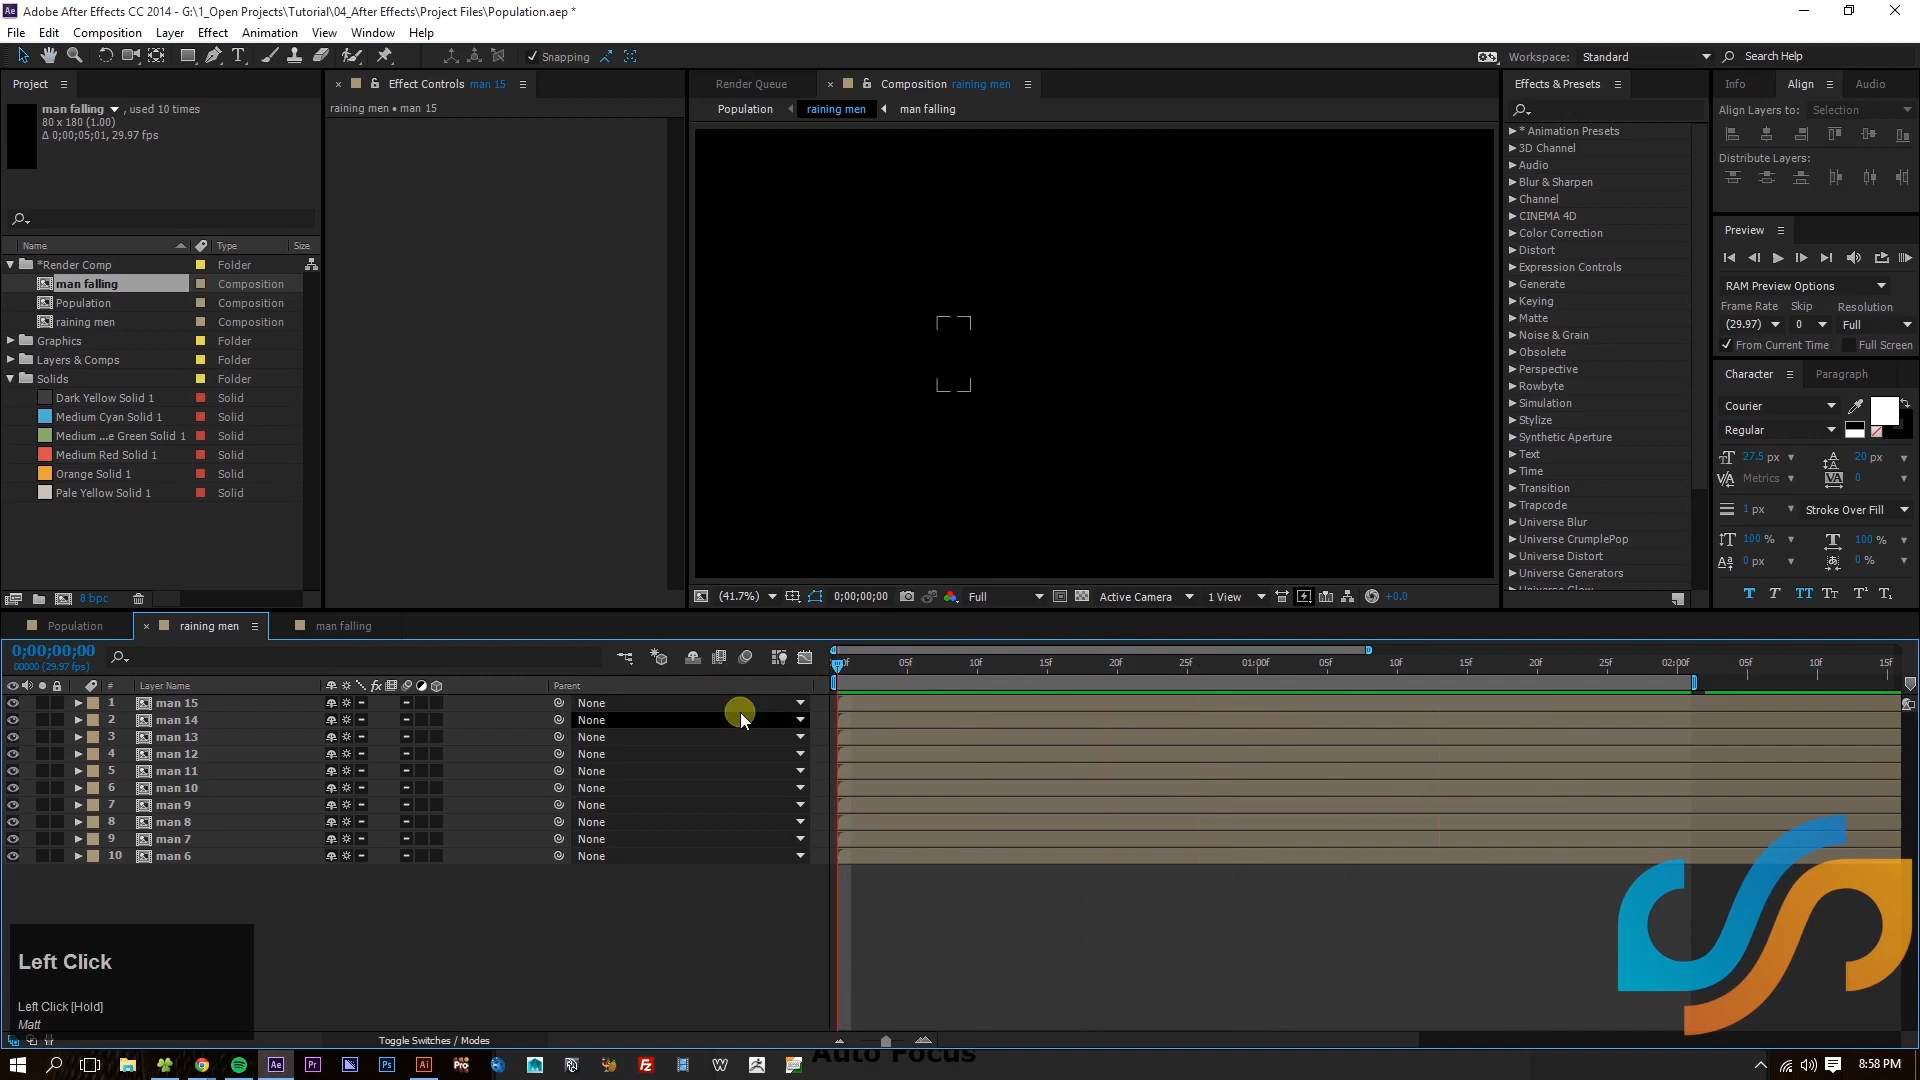 Adobe After Effects CC 2014 - G:\1_Open Projects\Tutorial\04_After Effects\Project Files\Population.aep *
File Edit Composition Layer Effect Animation View Window Help
Snapping
Workspace: Standard
Search Help
Project
man falling , used 10 times
80 x 180 (1.00)
Δ 0;00;05;01, 29.97 fps
Name Type Size
*Render Comp Folder
man falling Composition
Population Composition
raining men Composition
Graphics Folder
Layers & Comps Folder
Solids Folder
Dark Yellow Solid 1 Solid
Medium Cyan Solid 1 Solid
Medium ...e Green Solid 1 Solid
Medium Red Solid 1 Solid
Orange Solid 1 Solid
Pale Yellow Solid 1 Solid
8 bpc
Effect Controls man 15
raining men • man 15
Render Queue
Composition raining men
Population raining men man falling
(41.7%) 0;00;00;00 Full Active Camera 1 View +0.0
Effects & Presets
* Animation Presets
3D Channel
Audio
Blur & Sharpen
Channel
CINEMA 4D
Color Correction
Distort
Expression Controls
Generate
Keying
Matte
Noise & Grain
Obsolete
Perspective
Rowbyte
Simulation
Stylize
Synthetic Aperture
Text
Time
Transition
Trapcode
Universe Blur
Universe CrumplePop
Universe Distort
Universe Generators
Universe Glow
Info Align Audio
Align Layers to: Selection
Distribute Layers:
Preview
RAM Preview Options
Frame Rate Skip Resolution
(29.97) 0 Full
From Current Time Full Screen
Character Paragraph
Courier
Regular
27.5 px 20 px
Metrics 0
1 px Stroke Over Fill
100 % 100 %
0 px 0 %
T T TT Tt T¹ T₁
Population raining men man falling
0;00;00;00
00000 (29.97 fps)
05f 10f 15f 20f 25f 01:00f 05f 10f 15f 20f 25f 02:00f 05f 10f 15f
# Layer Name Parent
1 man 15 None
2 man 14 None
3 man 13 None
4 man 12 None
5 man 11 None
6 man 10 None
7 man 9 None
8 man 8 None
9 man 7 None
10 man 6 None
Left Click
Left Click [Hold]
Matt
Toggle Switches / Modes
Auto Focus
Ae Pr Ps Ai Pro Fz W
8:58 PM